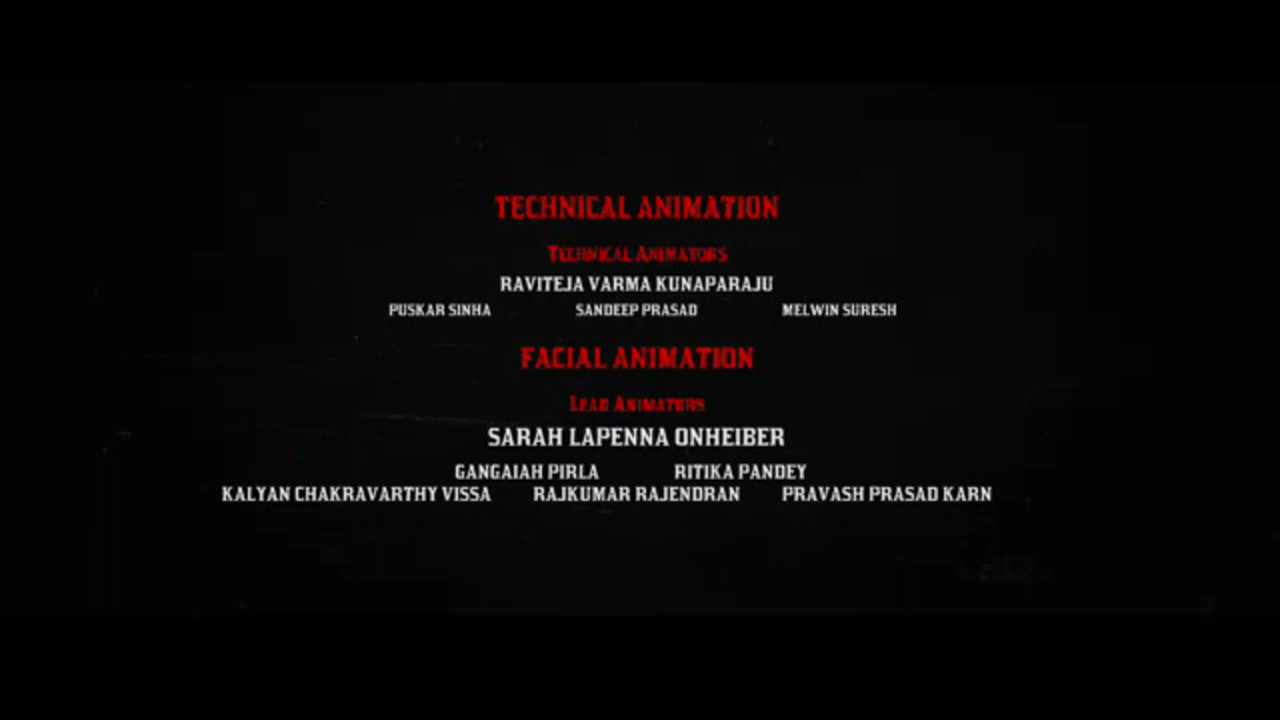 TECHNICAL ANIMATION
TECHNICAL ANIMATORS
RAVITEJA VARMA KUNAPARAJU
PUSKAR SINHA SANDEEP PRASAD MELWIN SURESH
FACIAL ANIMATION
LEAD ANIMATORS
SARAH LAPENNA ONHEIBER
GANGAIAH PIRLA RITIKA PANDEY
KALYAN CHAKRAVARTHY VISSA RAJKUMAR RAJENDRAN PRAVASH PRASAD KARN